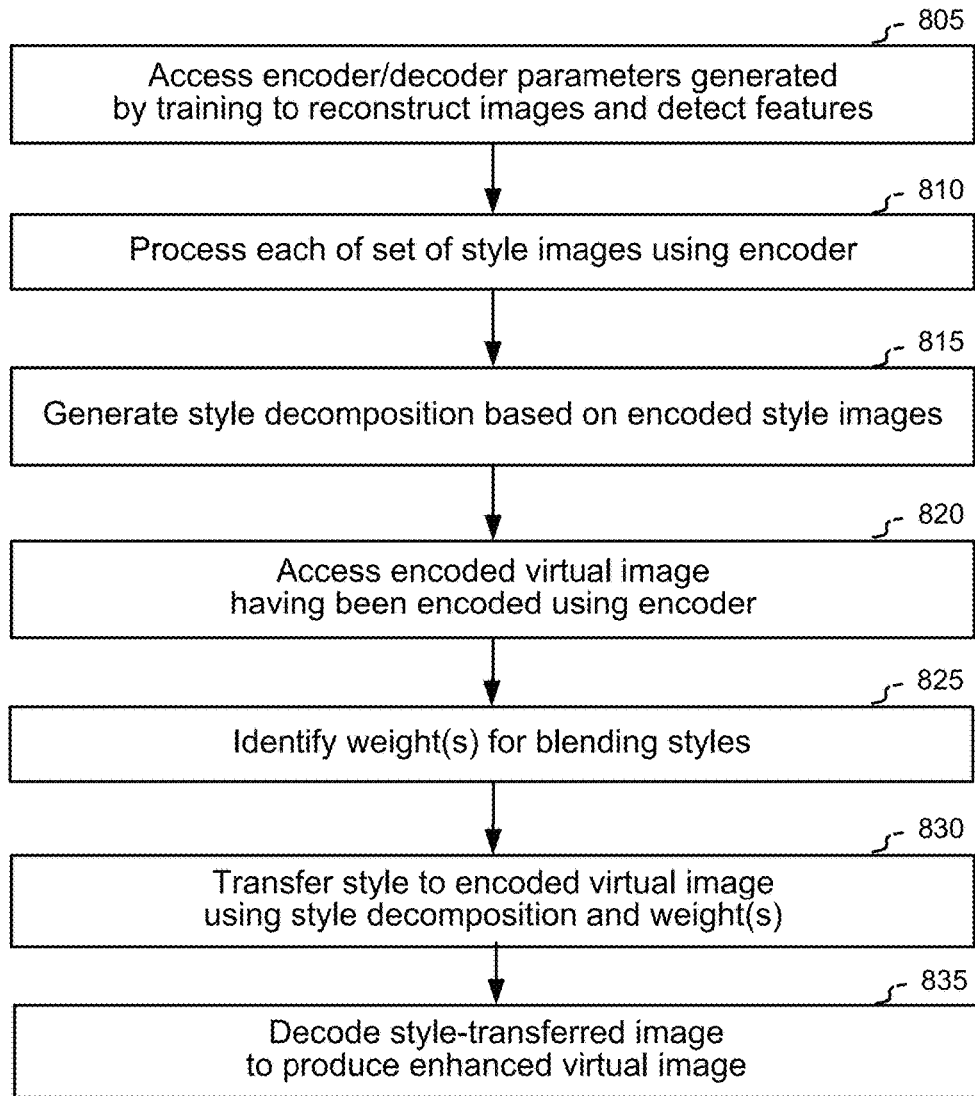 805
Access encoder/decoder parameters generated
by training to reconstruct images and detect features
810
Process each of set of style images using encoder
815
Generate style decomposition based on encoded style images
820
Access encoded virtual image
having been encoded using encoder
825
Identify weight(s) for blending styles
830
Transfer style to encoded virtual image
using style decomposition and weight(s)
835
Decode style-transferred image
to produce enhanced virtual image